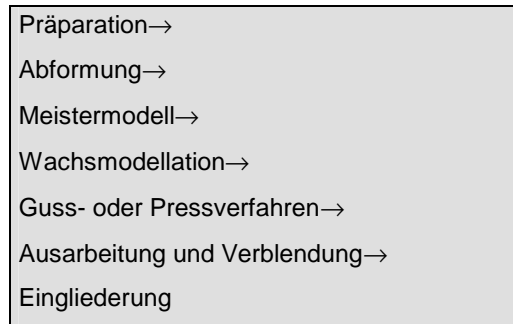 Präparation→
Abformung→
Meistermodell→
Wachsmodellation→
Guss- oder Pressverfahren→
Ausarbeitung und Verblendung→
Eingliederung